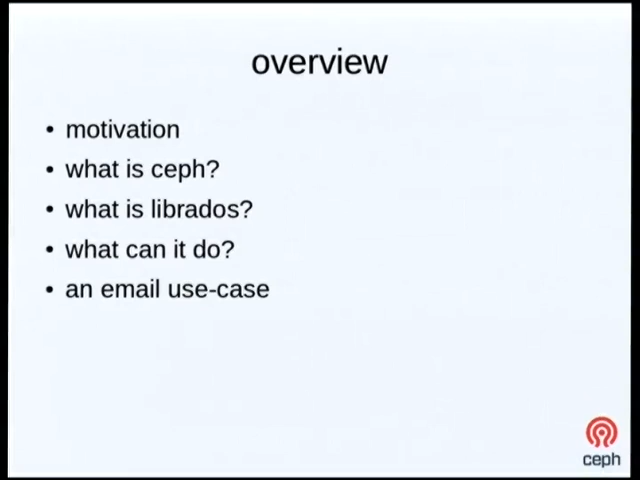 overview
• motivation
• what is ceph?
• what is librados?
• what can it do?
• an email use-case
ceph